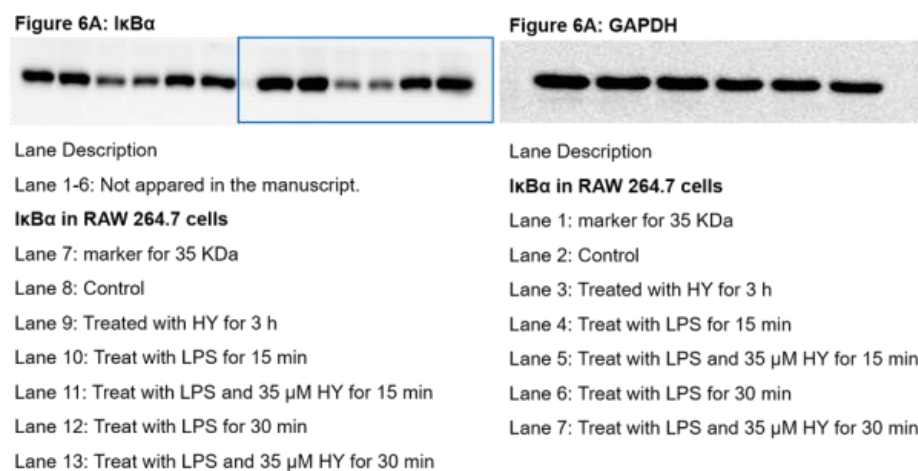 Figure 6A: IκBα
Lane Description
Lane 1-6: Not appared in the manuscript.
IκBα in RAW 264.7 cells
Lane 7: marker for 35 KDa
Lane 8: Control
Lane 9: Treated with HY for 3 h
Lane 10: Treat with LPS for 15 min
Lane 11: Treat with LPS and 35 μM HY for 15 min
Lane 12: Treat with LPS for 30 min
Lane 13: Treat with LPS and 35 μM HY for 30 min
Figure 6A: GAPDH
Lane Description
IκBα in RAW 264.7 cells
Lane 1: marker for 35 KDa
Lane 2: Control
Lane 3: Treated with HY for 3 h
Lane 4: Treat with LPS for 15 min
Lane 5: Treat with LPS and 35 μM HY for 15 min
Lane 6: Treat with LPS for 30 min
Lane 7: Treat with LPS and 35 μM HY for 30 min